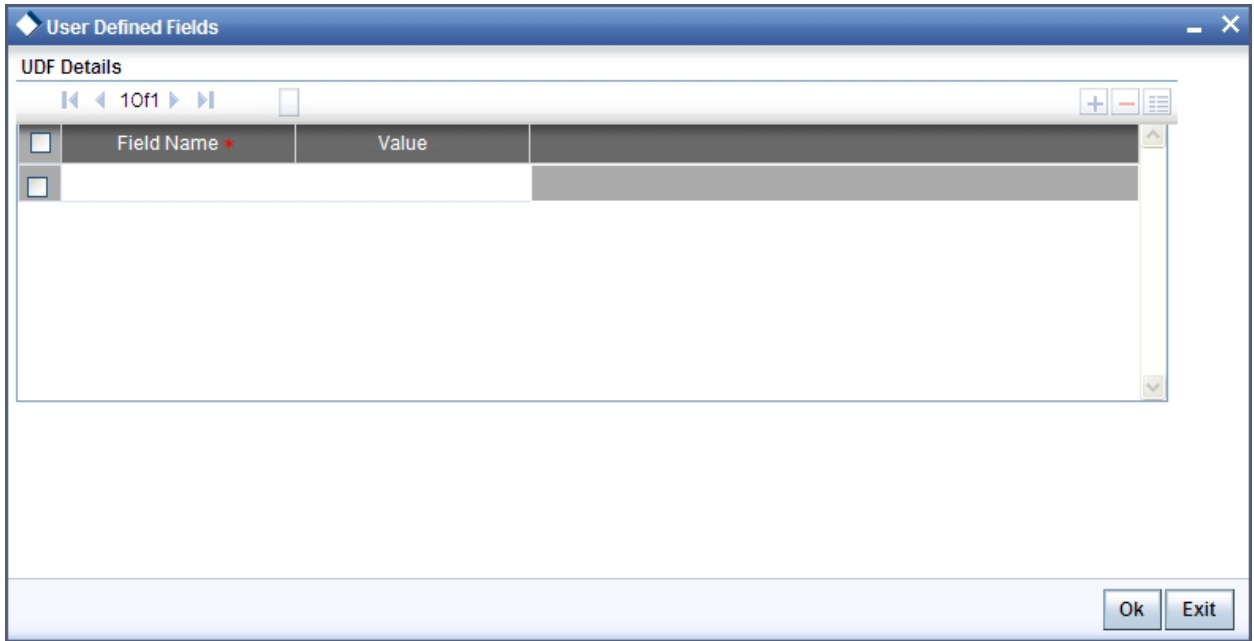 User Defined Fields
UDF Details
1Of1
Field Name * Value
Ok Exit